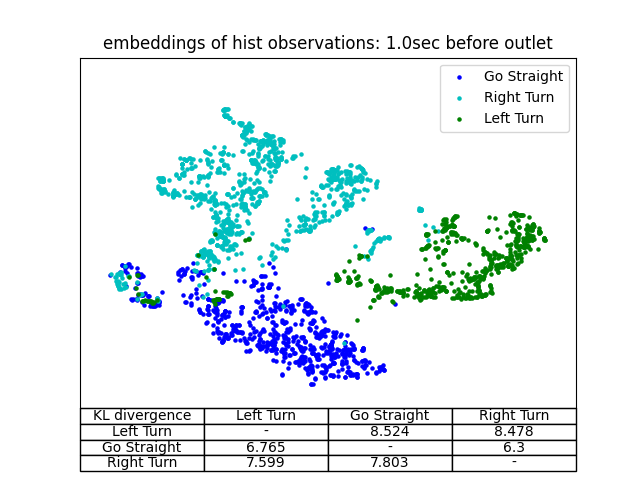 embeddings of hist observations: 1.0sec before outlet
Go Straight
Right Turn
Left Turn
KL divergence Left Turn Go Straight Right Turn
Left Turn - 8.524 8.478
Go Straight 6.765 - 6.3
Right Turn 7.599 7.803 -